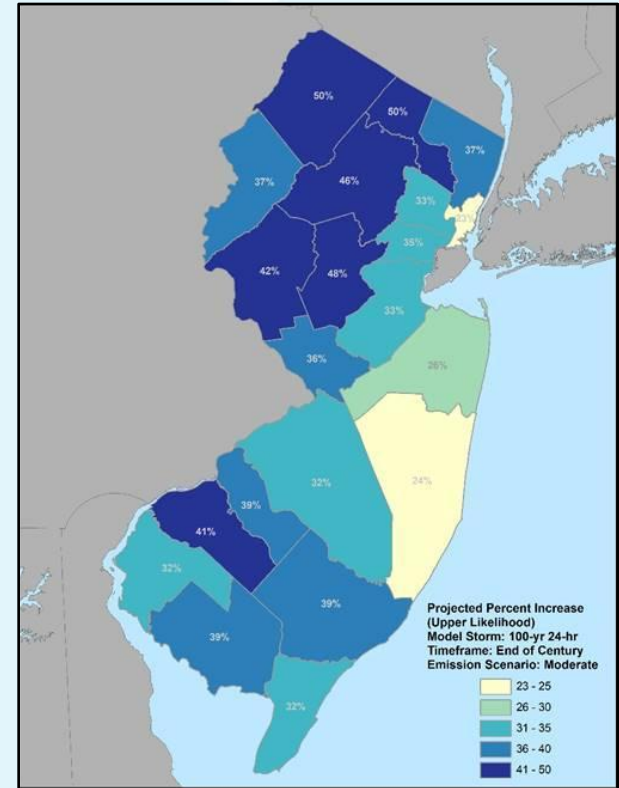 50%
50%
37%
37%
46%
33%
23%
35%
42%
48%
33%
36%
26%
24%
32%
39%
41%
32%
39%
39%
32%
Projected Percent Increase
(Upper Likelihood)
Model Storm: 100-yr 24-hr
Timeframe: End of Century
Emission Scenario: Moderate
23 - 25
26 - 30
31 - 35
36 - 40
41 - 50